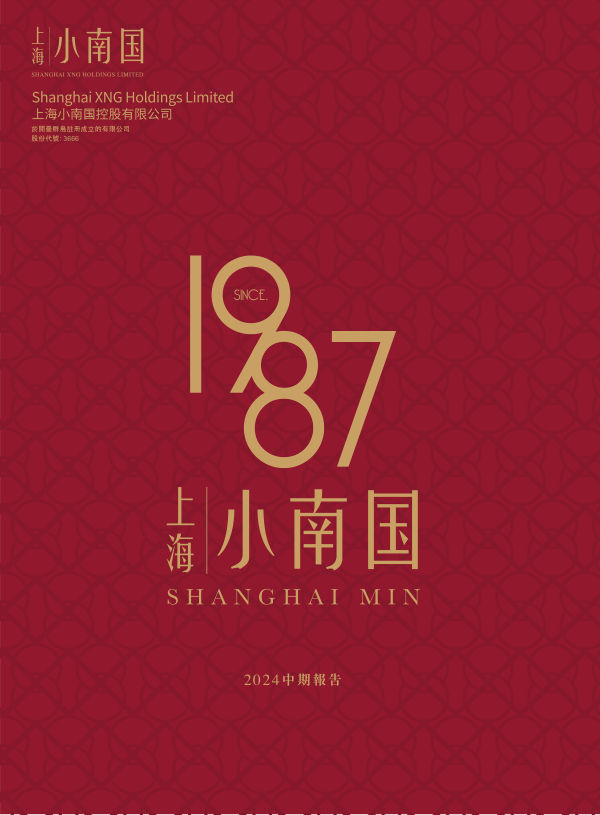 上海 小南国
SHANGHAI XNG HOLDINGS LIMITED
Shanghai XNG Holdings Limited
上海小南国控股有限公司
於開曼群島註冊成立的有限公司
股份代號: 3666
SINCE.
1987
上海 小南国
SHANGHAI MIN
2024中期報告